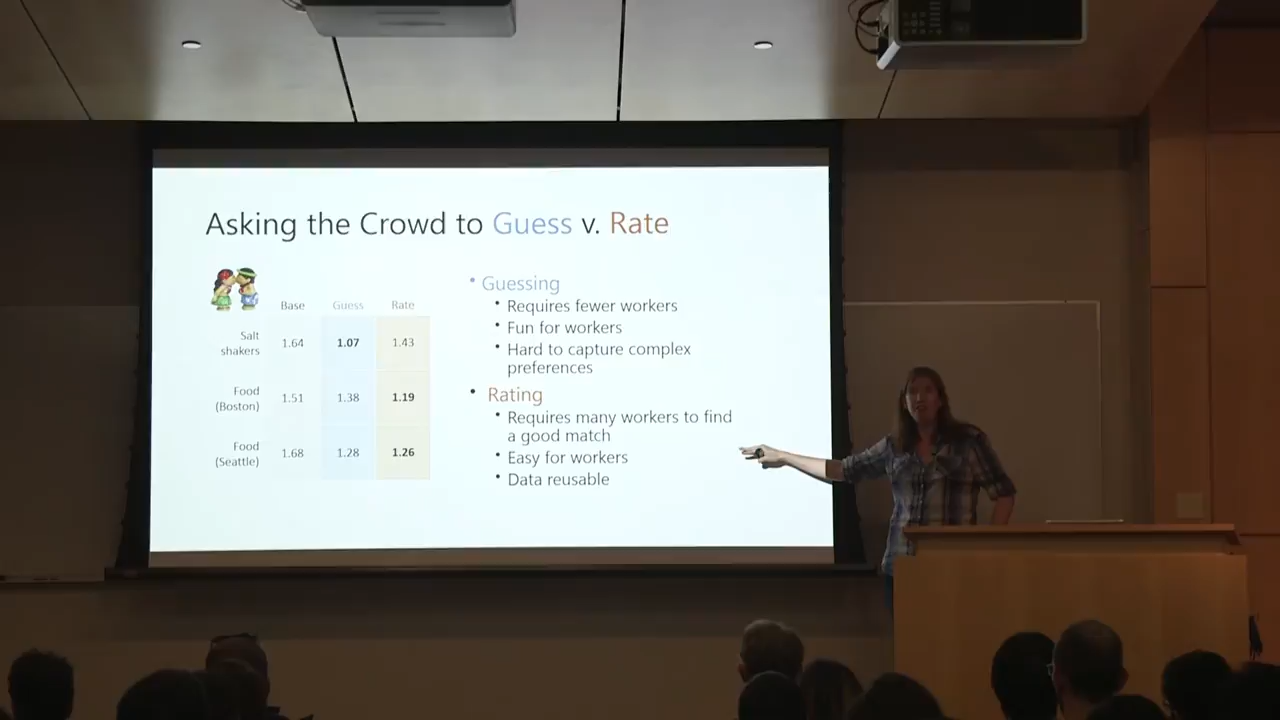 Asking the Crowd to Guess v. Rate
Base Guess Rate
Salt
shakers
1.64 1.07 1.43
Food
(Boston)
1.51 1.38 1.19
Food
(Seattle)
1.68 1.28 1.26
• Guessing
• Requires fewer workers
• Fun for workers
• Hard to capture complex
preferences
• Rating
• Requires many workers to find
a good match
• Easy for workers
• Data reusable